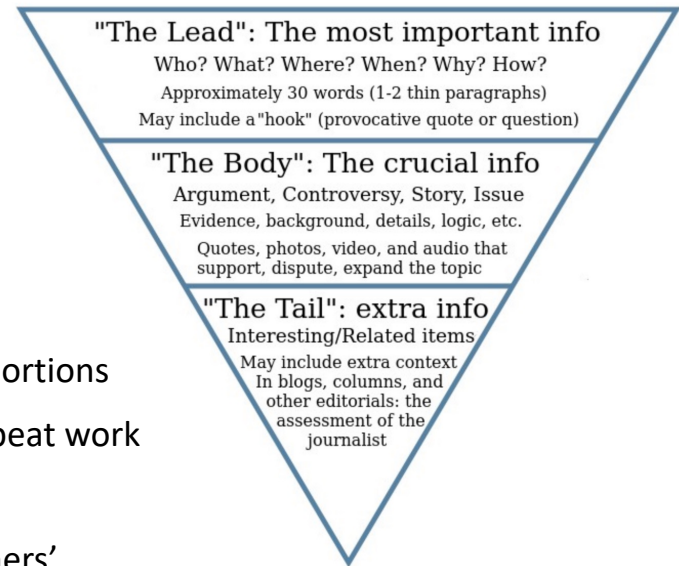 "The Lead": The most important info
Who? What? Where? When? Why? How?
Approximately 30 words (1-2 thin paragraphs)
May include a "hook" (provocative quote or question)
"The Body": The crucial info
Argument, Controversy, Story, Issue
Evidence, background, details, logic, etc.
Quotes, photos, video, and audio that
support, dispute, expand the topic
"The Tail": extra info
Interesting/Related items
May include extra context
In blogs, columns, and
other editorials: the
assessment of the
journalist
ortions
peat work
ners’